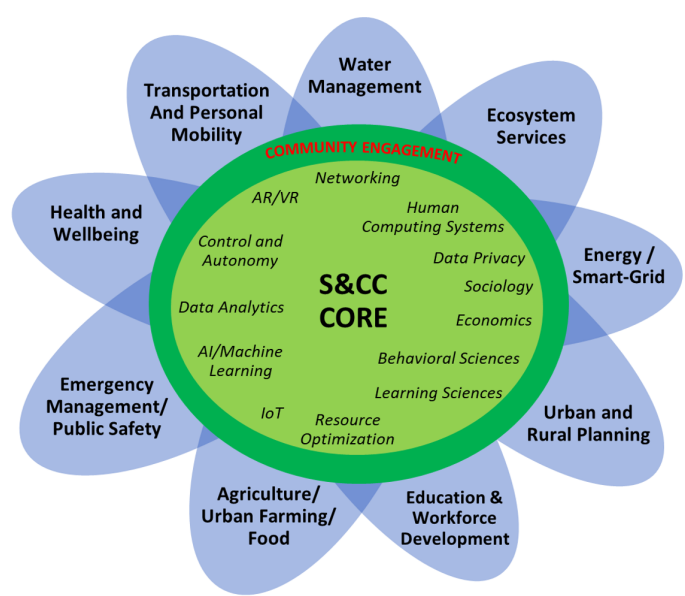 Water
Management
Transportation
And Personal
Mobility
Ecosystem
Services
COMMUNITY ENGAGEMENT
Networking
AR/VR
Human
Computing Systems
Health and
Wellbeing
Control and
Autonomy
Data Privacy
Energy /
Smart-Grid
S&CC
CORE
Sociology
Data Analytics
Economics
AI/Machine
Learning
Behavioral Sciences
Learning Sciences
Emergency
Management/
Public Safety
IoT
Resource
Optimization
Urban and
Rural Planning
Agriculture/
Urban Farming/
Food
Education &
Workforce
Development